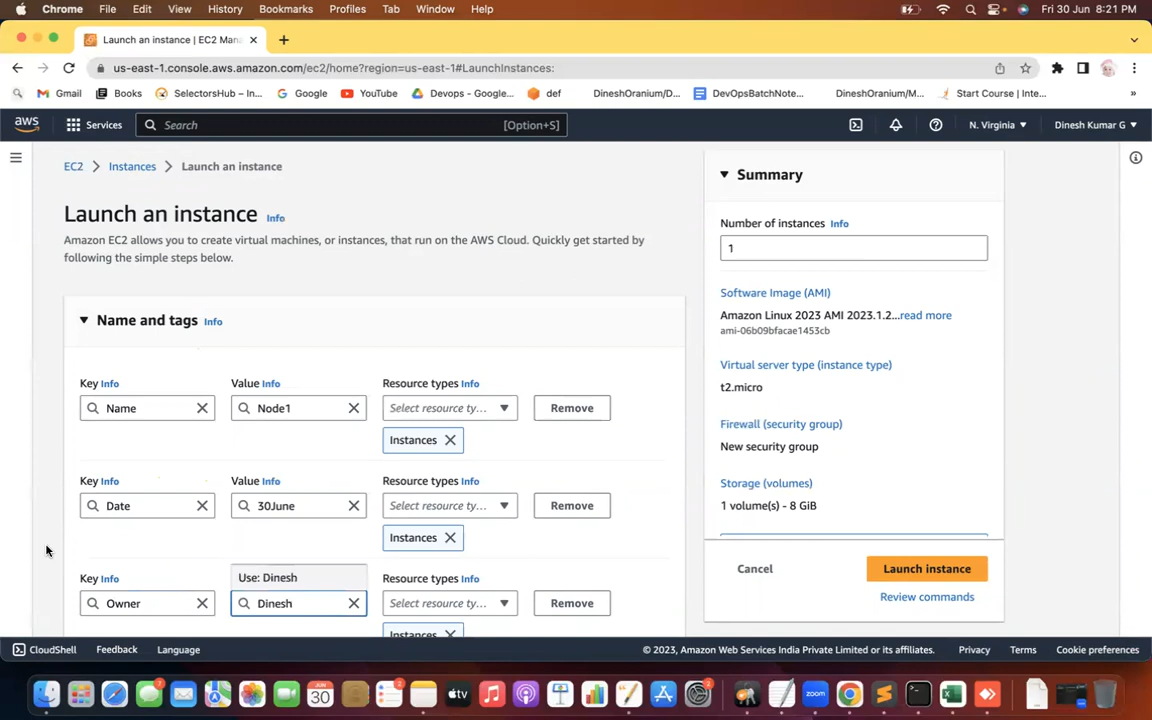 Chrome File Edit View History Bookmarks Profiles Tab Window Help Fri 30 Jun 8:21 PM
Launch an instance | EC2 Man
us-east-1.console.aws.amazon.com/ec2/home?region=us-east-1#LaunchInstances:
Gmail Books SelectorsHub – In... Google YouTube Devops - Google... def DineshOranium/D... DevOpsBatchNote... DineshOranium/M... Start Course | Inte...
aws Services Search [Option+S] N. Virginia Dinesh Kumar G
EC2 Instances Launch an instance
Launch an instance Info
Amazon EC2 allows you to create virtual machines, or instances, that run on the AWS Cloud. Quickly get started by
following the simple steps below.
Name and tags Info
Key Info Value Info Resource types Info
Name Node1 Select resource ty... Remove
Instances
Key Info Value Info Resource types Info
Date 30June Select resource ty... Remove
Instances
Key Info Use: Dinesh Resource types Info
Owner Dinesh Select resource ty... Remove
Instances
Summary
Number of instances Info
1
Software Image (AMI)
Amazon Linux 2023 AMI 2023.1.2...read more
ami-06b09bfacae1453cb
Virtual server type (instance type)
t2.micro
Firewall (security group)
New security group
Storage (volumes)
1 volume(s) - 8 GiB
Cancel Launch instance
Review commands
CloudShell Feedback Language © 2023, Amazon Web Services India Private Limited or its affiliates. Privacy Terms Cookie preferences
7 JUN 30 2 tv zoom 2